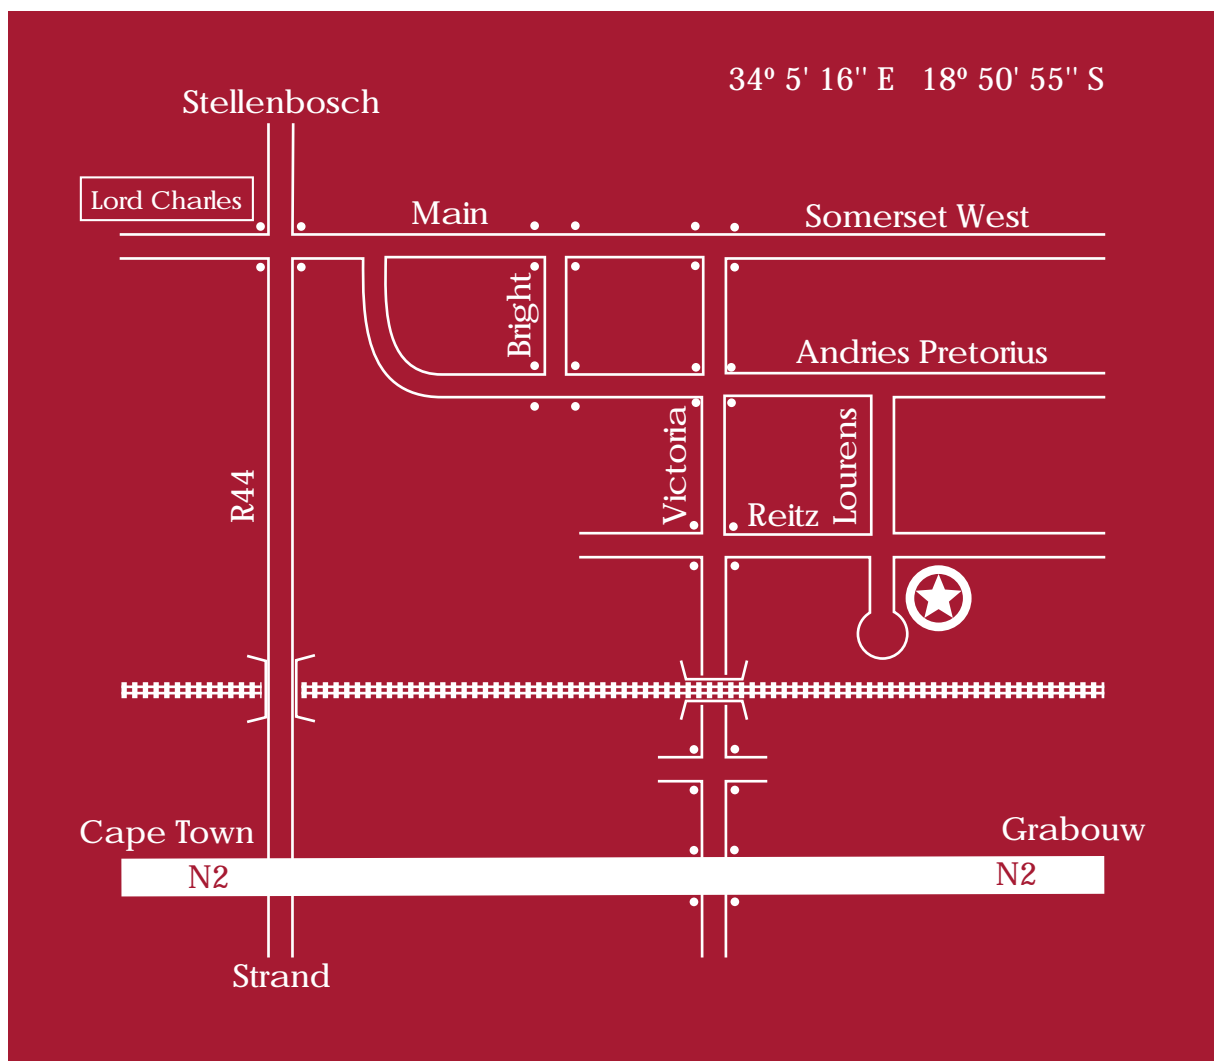 34º 5' 16" E 18º 50' 55" S
Stellenbosch
Lord Charles
Main
Somerset West
Bright
Andries Pretorius
Victoria
Lourens
R44
Reitz
Cape Town
Grabouw
N2
N2
Strand